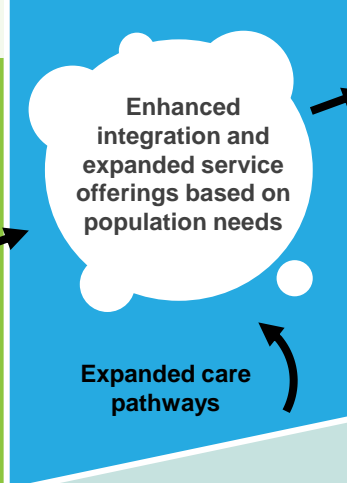 Enhanced
integration and
expanded service
offerings based on
population needs
Expanded care
pathways